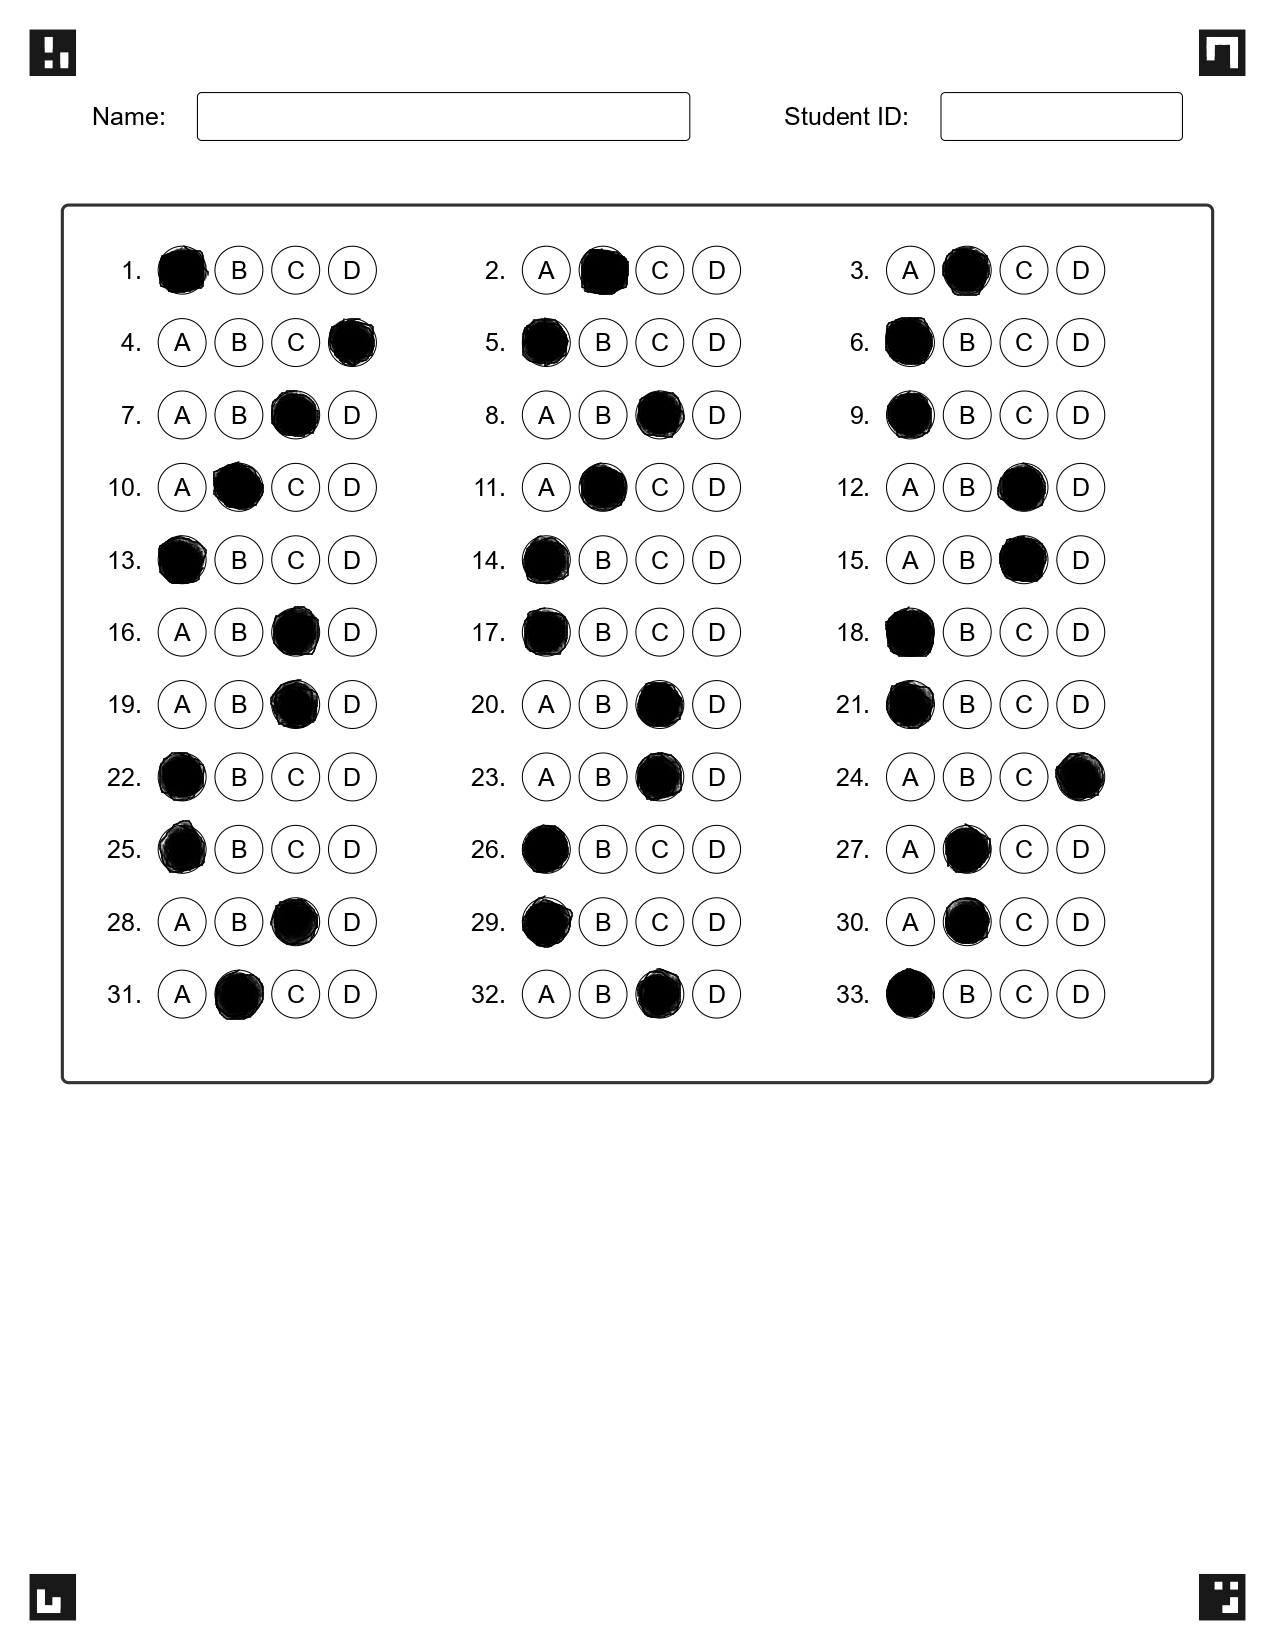 Name: Student ID:
1. B C D 2. A C D 3. A C D
4. A B C 5. B C D 6. B C D
7. A B D 8. A B D 9. B C D
10. A C D 11. A C D 12. A B D
13. B C D 14. B C D 15. A B D
16. A B D 17. B C D 18. B C D
19. A B D 20. A B D 21. B C D
22. B C D 23. A B D 24. A B C
25. B C D 26. B C D 27. A C D
28. A B D 29. B C D 30. A C D
31. A C D 32. A B D 33. B C D